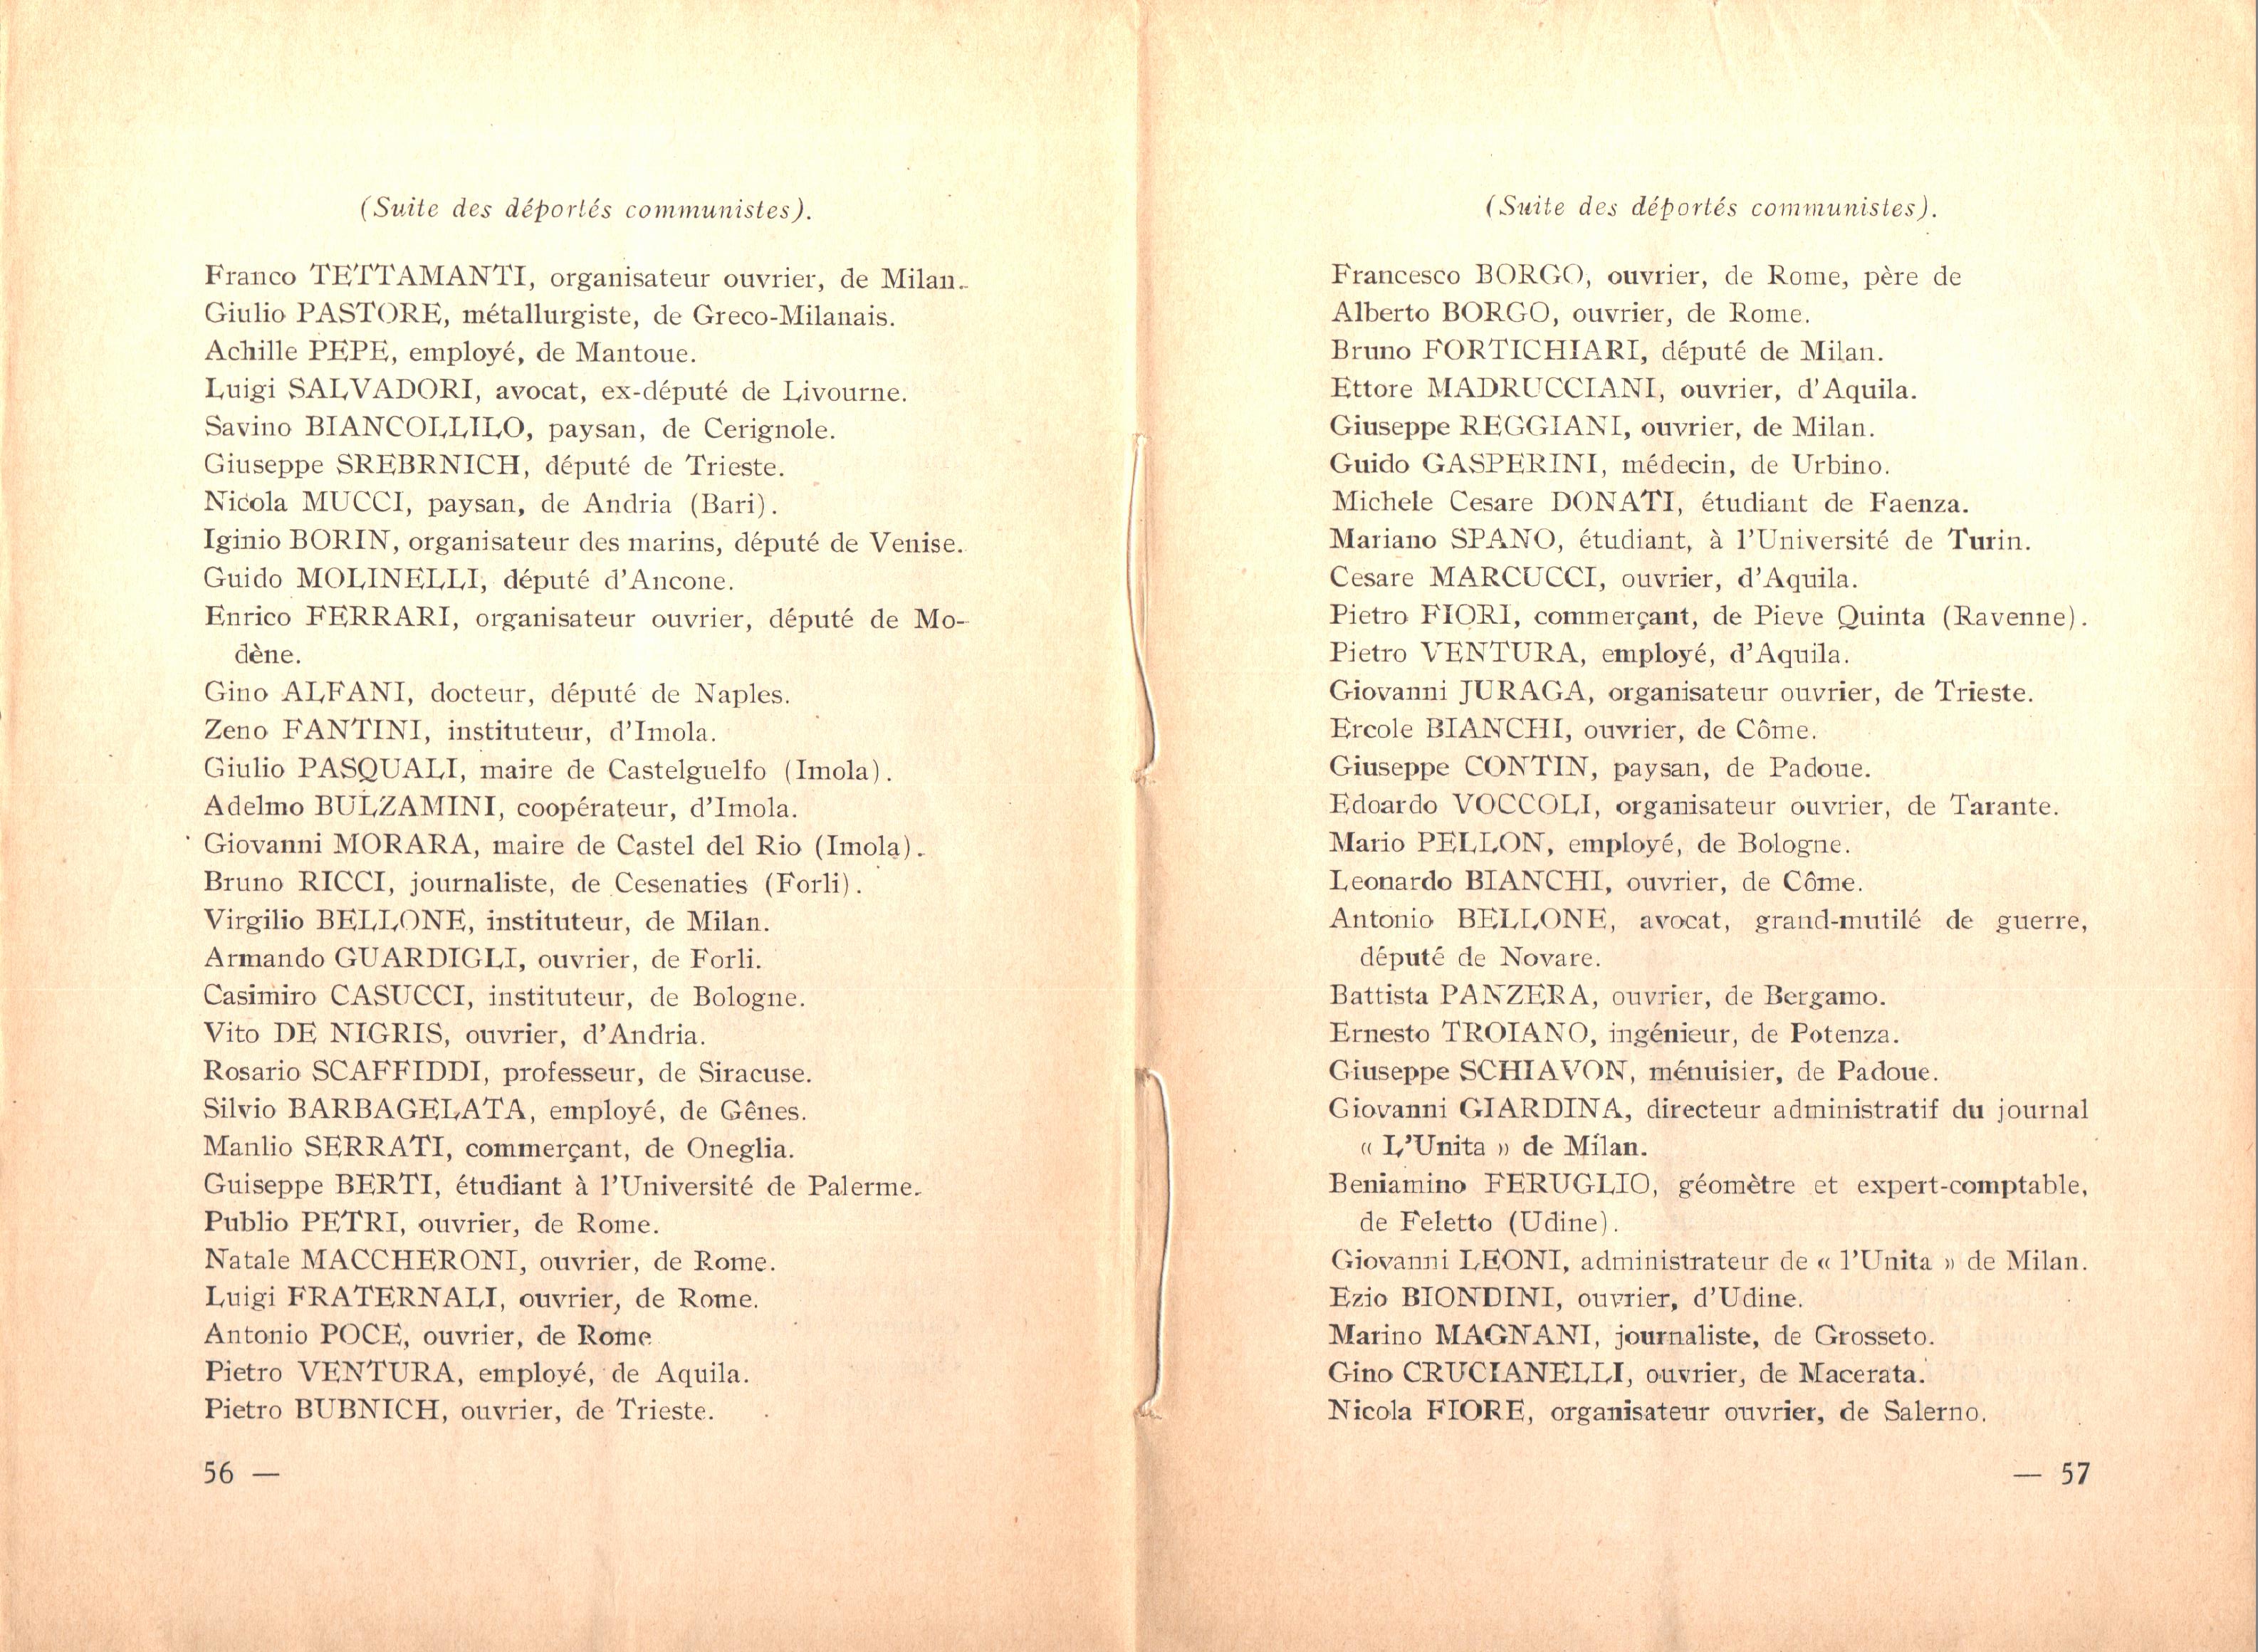 (Suite des déportés communistes).
Franco TETTAMANTI, organisateur ouvrier, de Milan.
Giulio PASTORE, métallurgiste, de Greco-Milanais.
Achille PEPE, employé, de Mantoue.
Luigi SALVADORI, avocat, ex-député de Livourne.
Savino BIANCOLLILO, paysan, de Cerignole.
Giuseppe SREBRNICH, député de Trieste.
Nicola MUCCI, paysan, de Andria (Bari).
Iginio BORIN, organisateur des marins, député de Venise.
Guido MOLINELLI, député d'Ancone.
Enrico FERRARI, organisateur ouvrier, député de Mo-
dène.
Gino ALFANI, docteur, député de Naples.
Zeno FANTINI, instituteur, d'Imola.
Giulio PASQUALI, maire de Castelguelfo (Imola).
Adelmo BULZAMINI, coopérateur, d'Imola.
Giovanni MORARA, maire de Castel del Rio (Imola).
Bruno RICCI, journaliste, de Cesenaties (Forli).
Virgilio BELLONE, instituteur, de Milan.
Armando GUARDIGLI, ouvrier, de Forli.
Casimiro CASUCCI, instituteur, de Bologne.
Vito DE NIGRIS, ouvrier, d'Andria.
Rosario SCAFFIDDI, professeur, de Siracuse.
Silvio BARBAGELATA, employé, de Gênes.
Manlio SERRATI, commerçant, de Oneglia.
Guiseppe BERTI, étudiant à l'Université de Palerme.
Publio PETRI, ouvrier, de Rome.
Natale MACCHERONI, ouvrier, de Rome.
Luigi FRATERNALI, ouvrier, de Rome.
Antonio POCE, ouvrier, de Rome
Pietro VENTURA, employé, de Aquila.
Pietro BUBNICH, ouvrier, de Trieste.
56 —
(Suite des déportés communistes).
Francesco BORGO, ouvrier, de Rome, père de
Alberto BORGO, ouvrier, de Rome.
Bruno FORTICHIARI, député de Milan.
Ettore MADRUCCIANI, ouvrier, d'Aquila.
Giuseppe REGGIANI, ouvrier, de Milan.
Guido GASPERINI, médecin, de Urbino.
Michele Cesare DONATI, étudiant de Faenza.
Mariano SPANO, étudiant, à l'Université de Turin.
Cesare MARCUCCI, ouvrier, d'Aquila.
Pietro FIORI, commerçant, de Pieve Quinta (Ravenne).
Pietro VENTURA, employé, d'Aquila.
Giovanni JURAGA, organisateur ouvrier, de Trieste.
Ercole BIANCHI, ouvrier, de Côme.
Giuseppe CONTIN, paysan, de Padoue.
Edoardo VOCCOLI, organisateur ouvrier, de Tarante.
Mario PELLON, employé, de Bologne.
Leonardo BIANCHI, ouvrier, de Côme.
Antonio BELLONE, avocat, grand-mutilé de guerre,
député de Novare.
Battista PANZERA, ouvrier, de Bergamo.
Ernesto TROIANO, ingénieur, de Potenza.
Giuseppe SCHIAVON, ménuisier, de Padoue.
Giovanni GIARDINA, directeur administratif du journal
« L'Unita » de Milan.
Beniamino FERUGLIO, géomètre et expert-comptable,
de Feletto (Udine).
Giovanni LEONI, administrateur de « l'Unita » de Milan.
Ezio BIONDINI, ouvrier, d'Udine.
Marino MAGNANI, journaliste, de Grosseto.
Gino CRUCIANELLI, ouvrier, de Macerata.
Nicola FIORE, organisateur ouvrier, de Salerno.
— 57